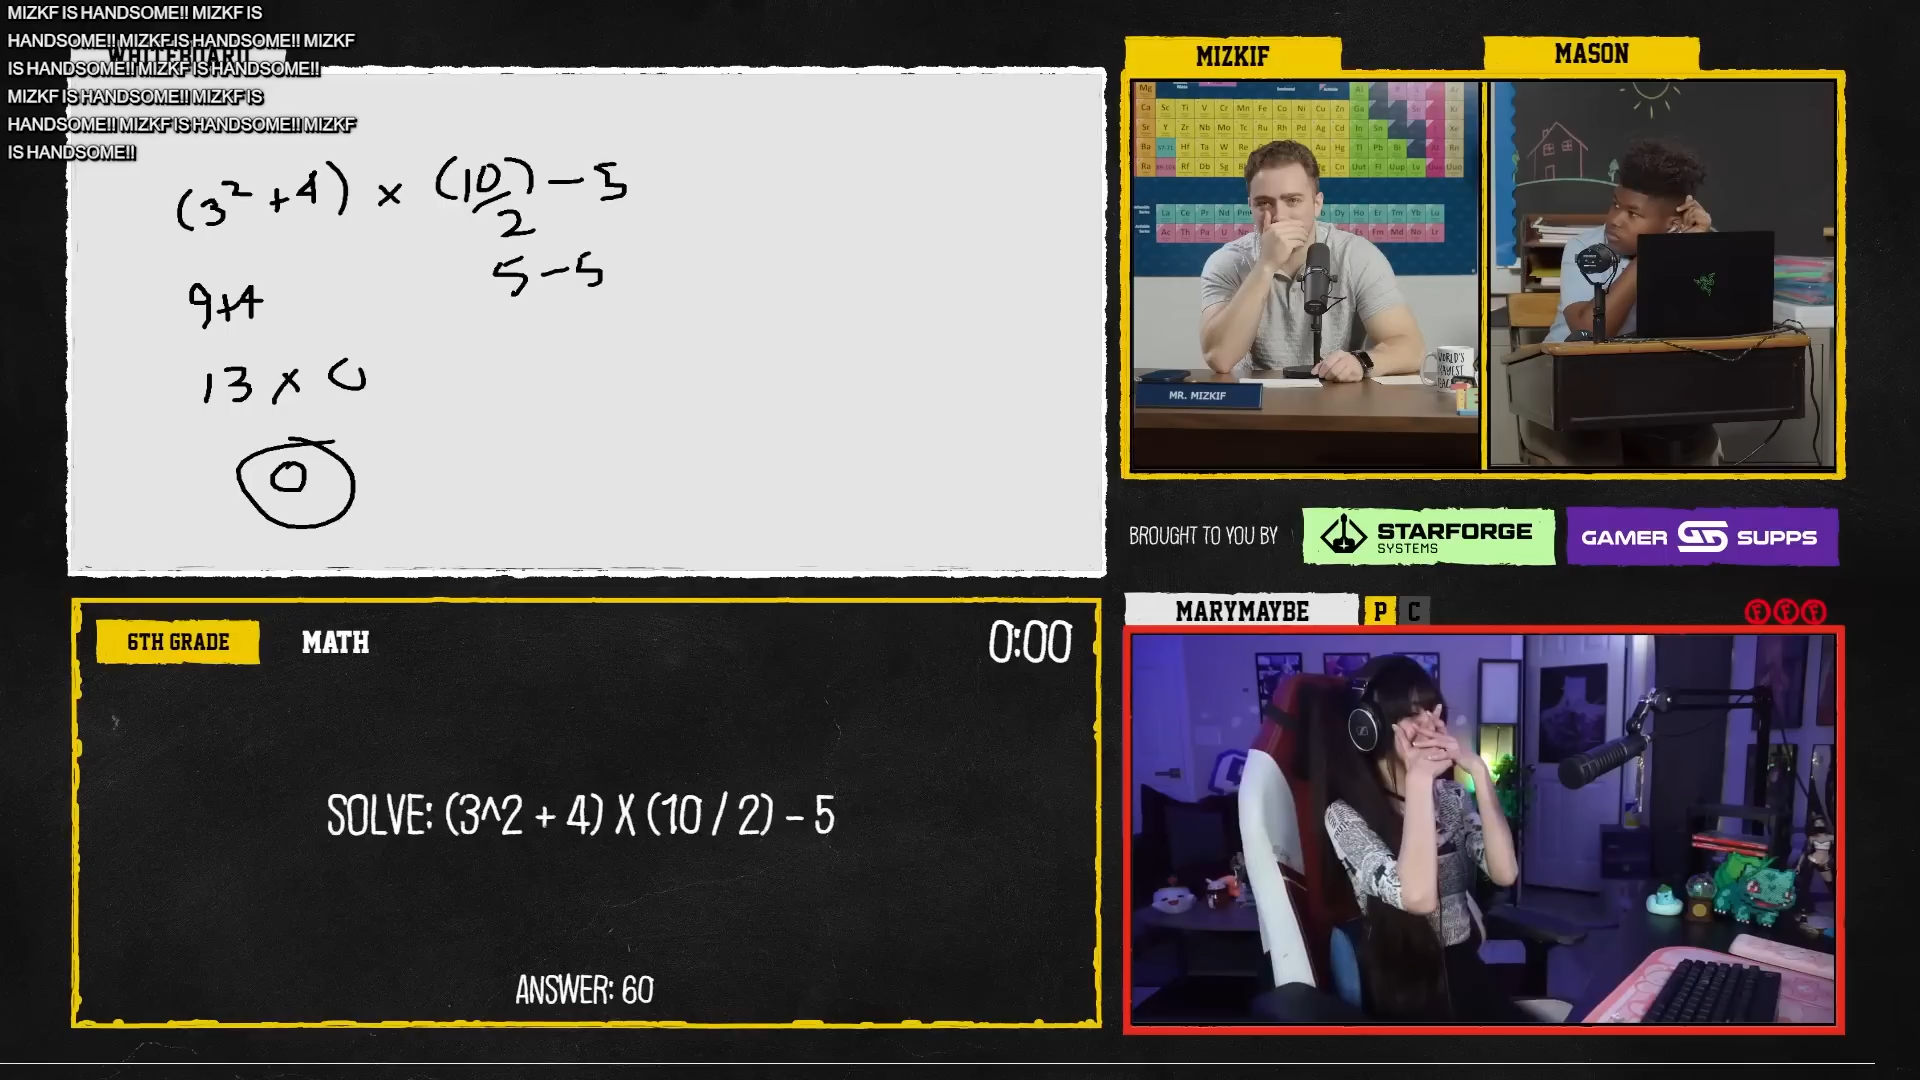 MIZKF IS HANDSOME!! MIZKF IS
HANDSOME!! MIZKF IS HANDSOME!! MIZKF
IS HANDSOME!! MIZKF IS HANDSOME!!
MIZKF IS HANDSOME!! MIZKF IS
HANDSOME!! MIZKF IS HANDSOME!! MIZKF
IS HANDSOME!!
WHITEBOARD
(3² + 4) × (10/2) - 5
5 - 5
9 + 4
13 × 0
0
6TH GRADE
MATH
0:00
SOLVE: (3^2 + 4) X (10 / 2) - 5
ANSWER: 60
MIZKIF
MASON
MR. MIZKIF
WORLD'S
BROUGHT TO YOU BY
STARFORGE
SYSTEMS
GAMER SUPPS
MARYMAYBE
P C
F F F